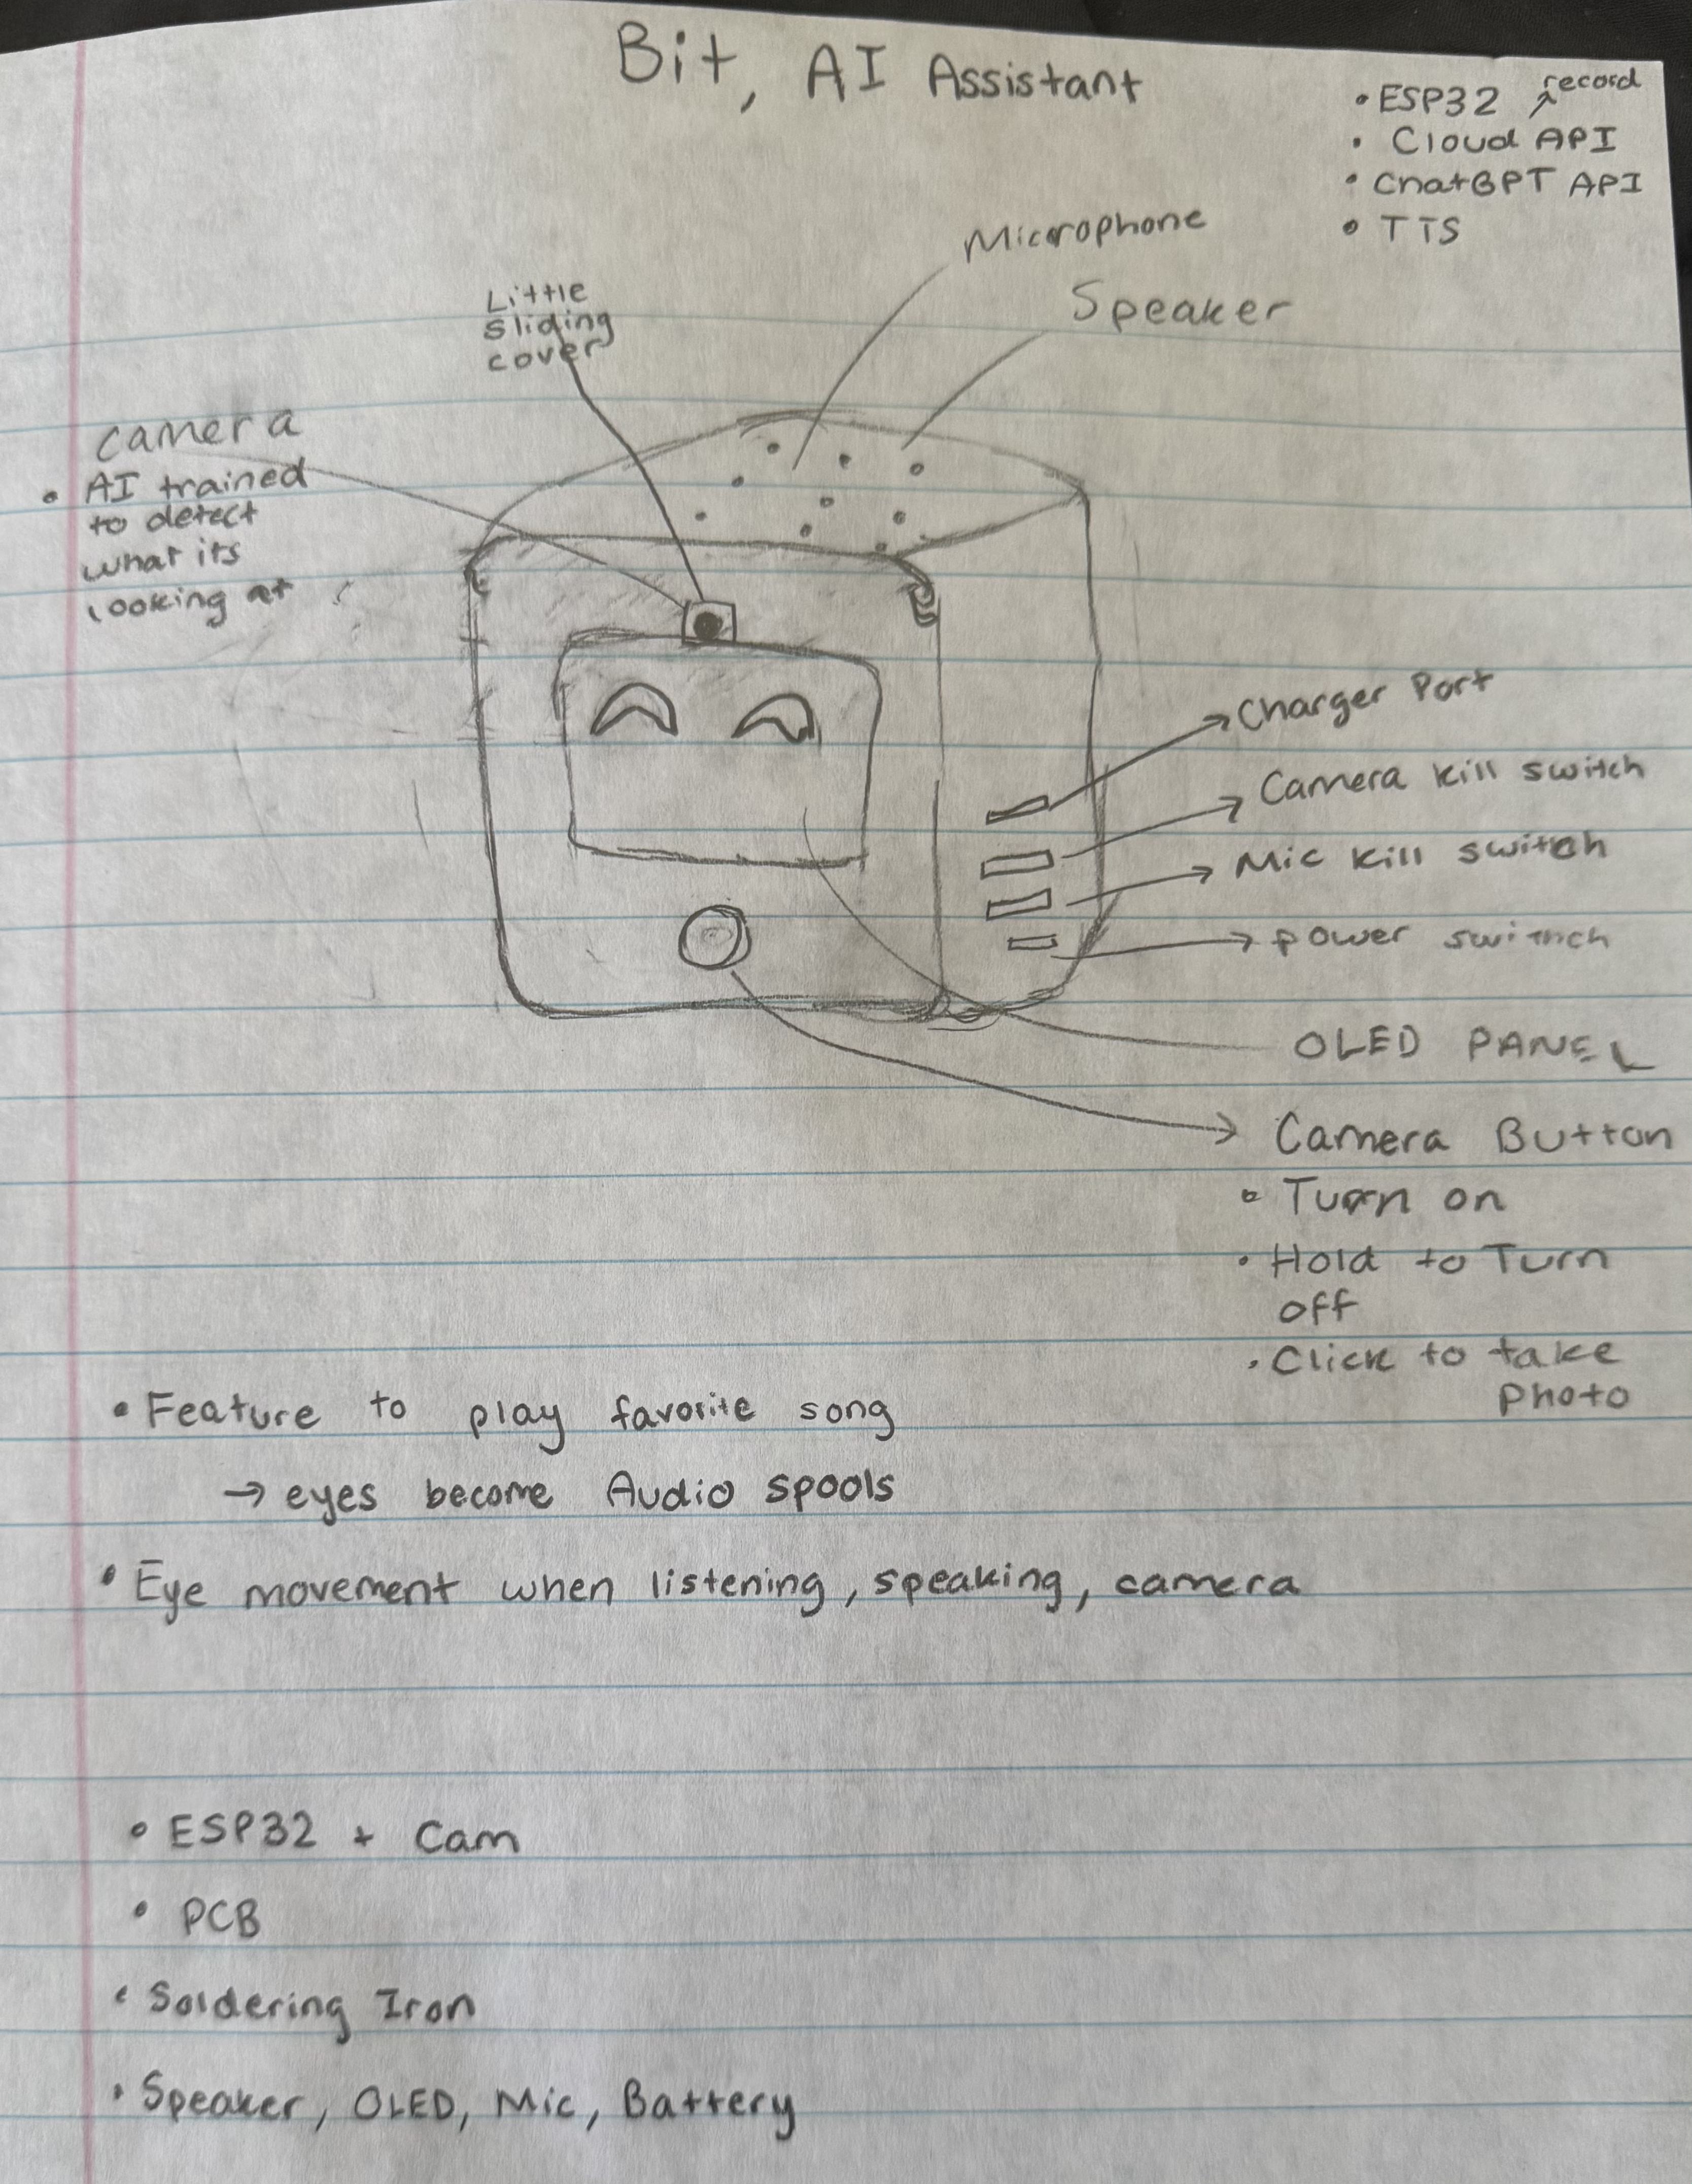 Bit, AI Assistant
• ESP32 ↗ record
• Cloud API
• ChatGPT API
• TTS
Microphone
Speaker
Little
sliding
cover
camera
• AI trained
to detect
what its
looking at
Charger Port
Camera kill switch
Mic kill switch
power switnch
OLED PANEL
Camera Button
• Turn on
• Hold to Turn
off
• Click to take
photo
• Feature to play favorite song
→ eyes become Audio spools
• Eye movement when listening, speaking, camera
• ESP32 + Cam
• PCB
• Soldering Iron
• Speaker, OLED, Mic, Battery